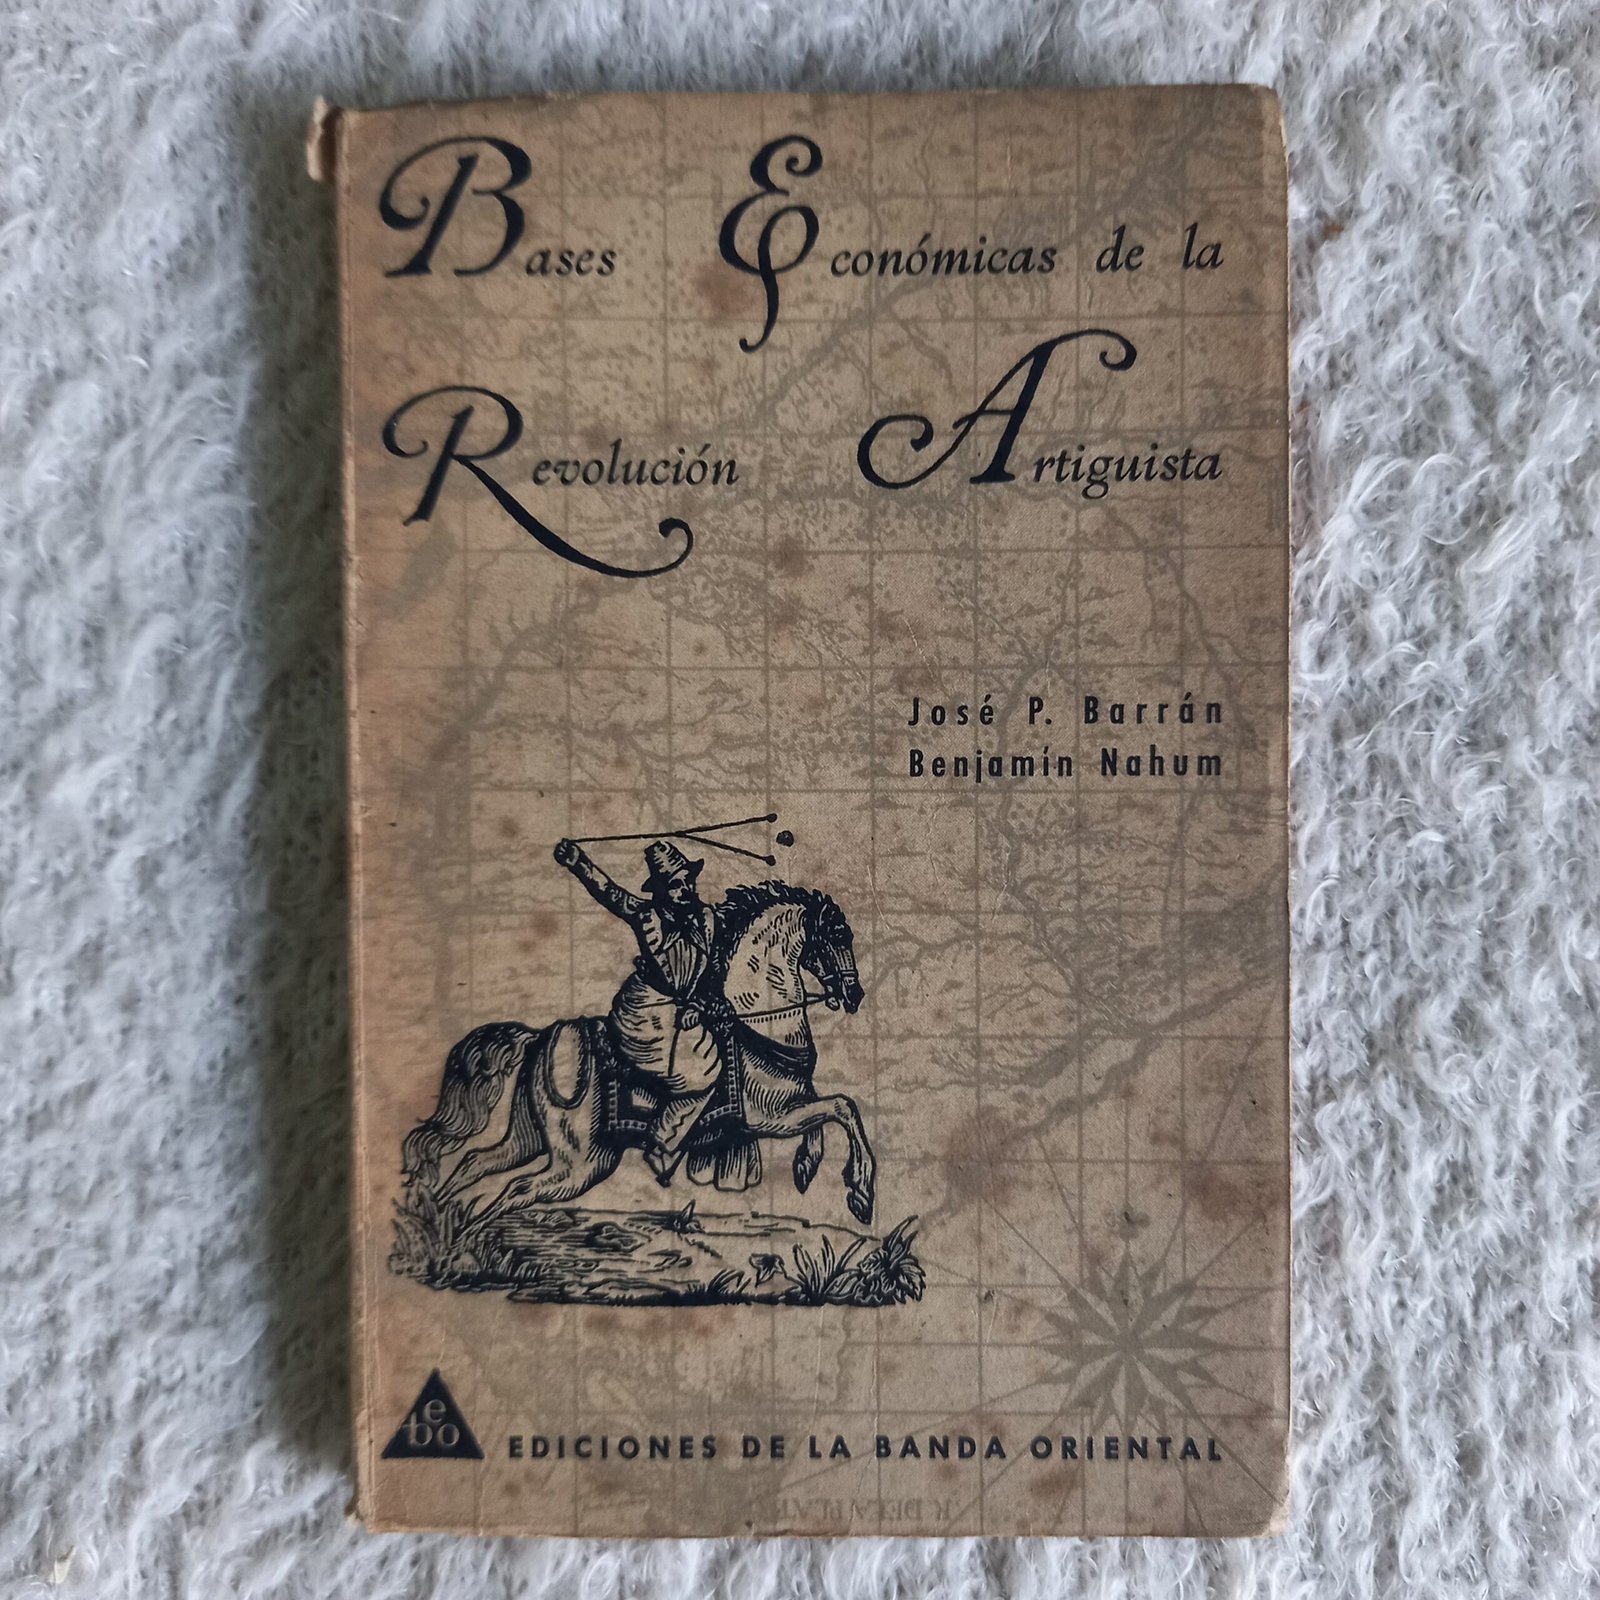 Bases Económicas de la
Revolución Artiguista
José P. Barrán
Benjamín Nahum
ebo
EDICIONES DE LA BANDA ORIENTAL